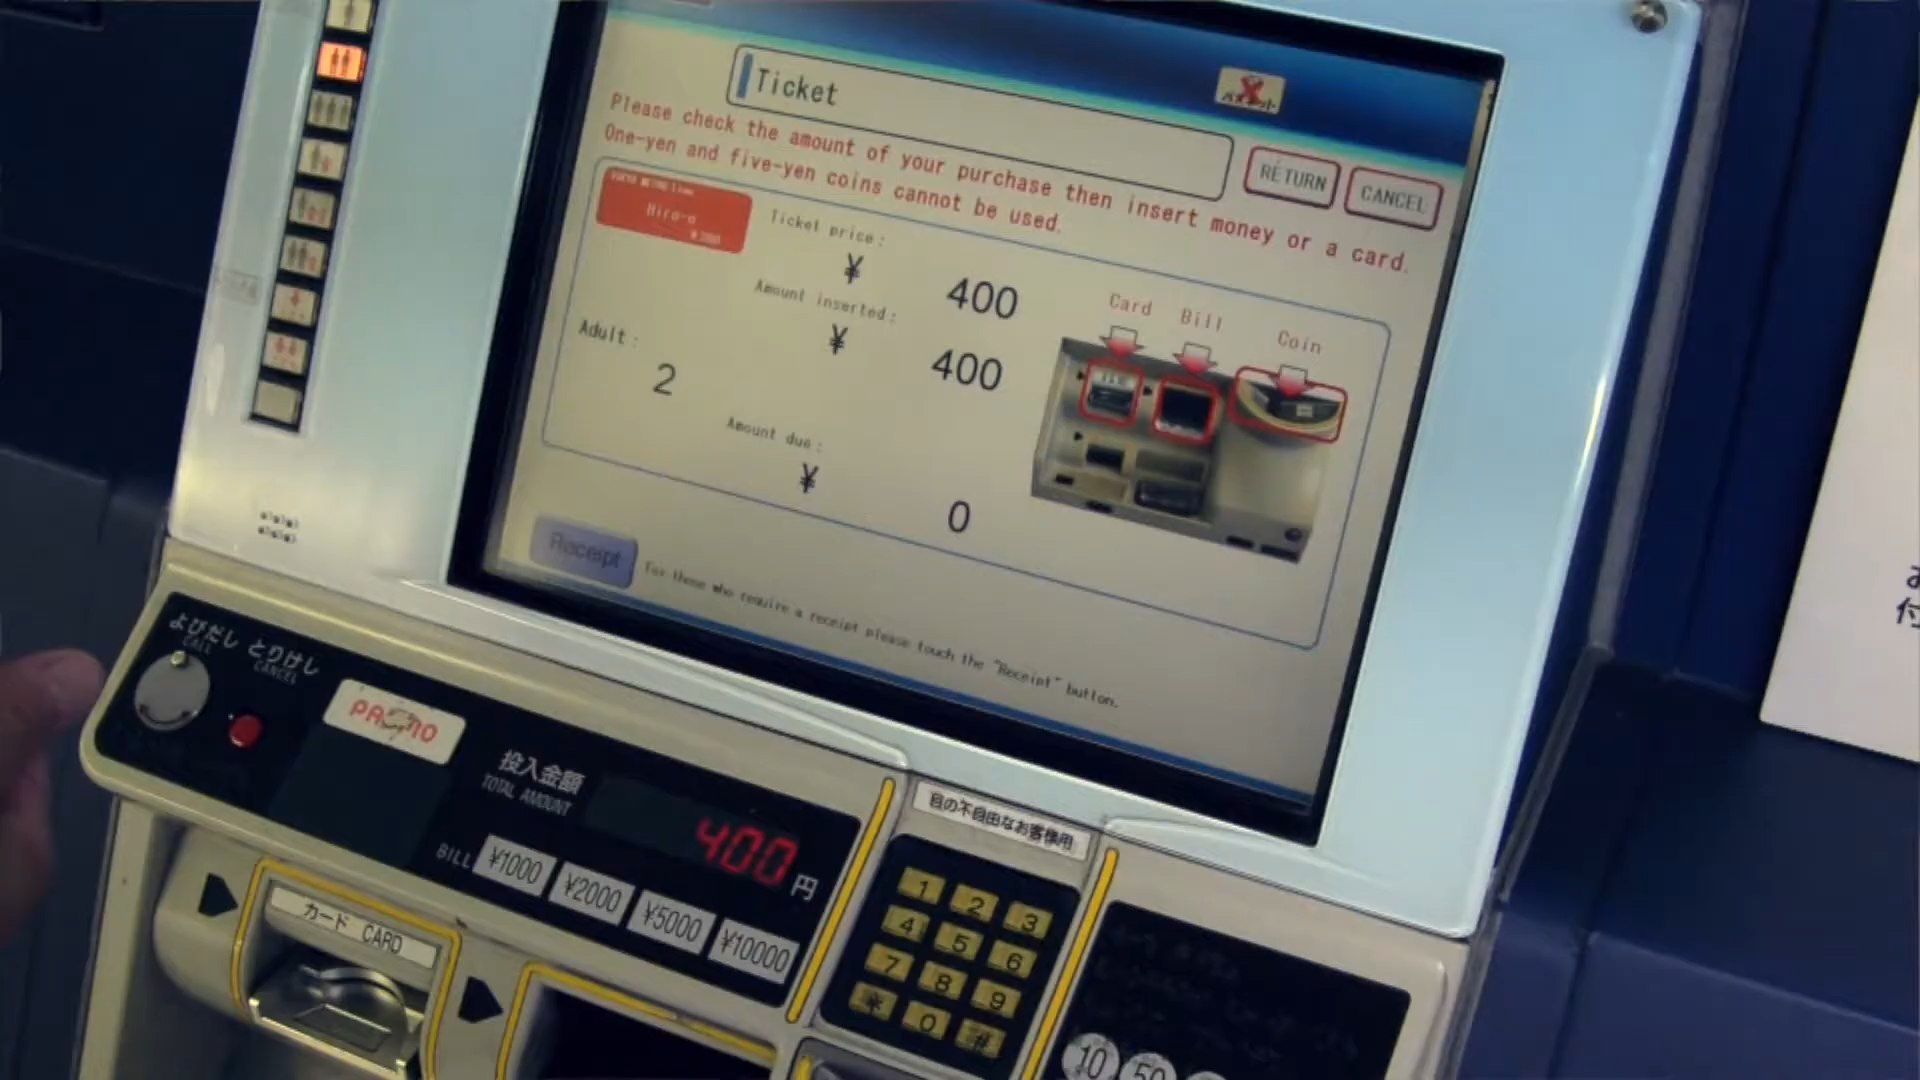 Ticket
RETURN
CANCEL
Please check the amount of your purchase then insert money or a card.
One-yen and five-yen coins cannot be used.
Hiro-o
Ticket price:
¥ 400
Amount inserted:
¥ 400
Adult:
2
Amount due:
¥ 0
Card
Bill
Coin
Receipt
For those who require a receipt please touch the "Receipt" button.
よびだし
CALL
とりけし
CANCEL
PASMO
投入金額
TOTAL AMOUNT
400 円
BILL ¥1000 ¥2000 ¥5000 ¥10000
カード CARD
目の不自由なお客様用
1 2 3
4 5 6
7 8 9
* 0 #
10 50